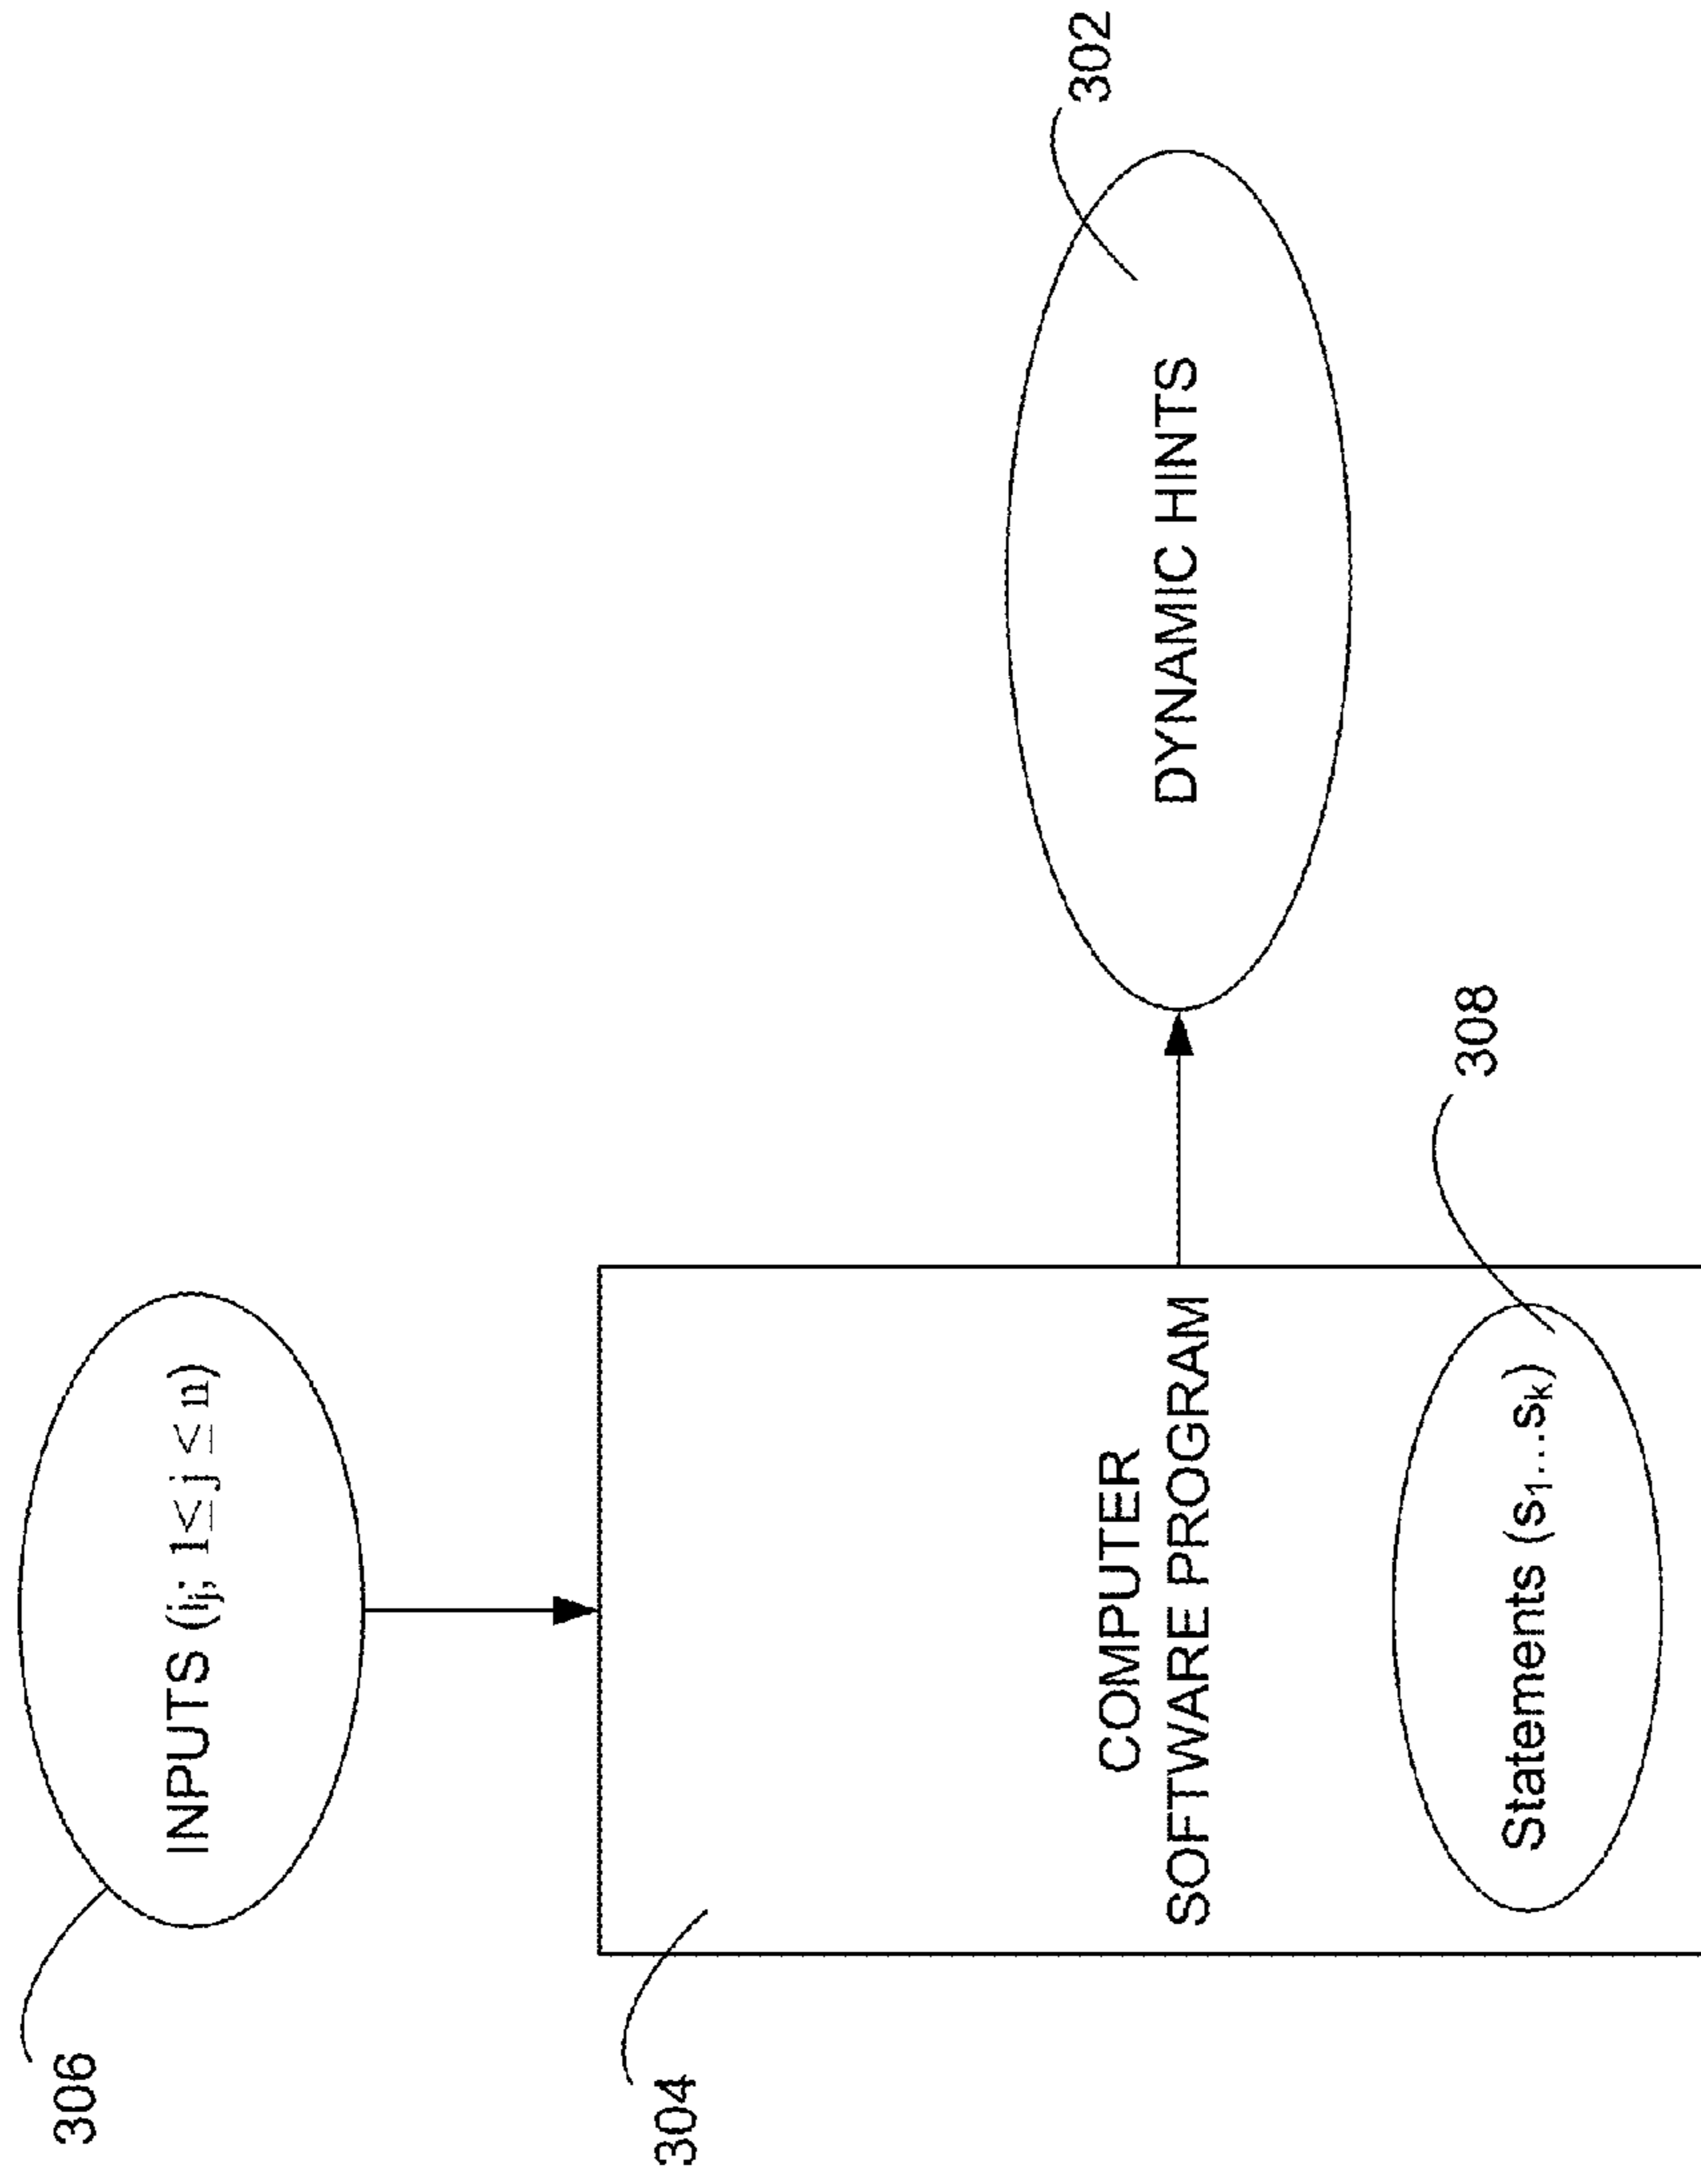 306
INPUTS (iⱼ; 1≤j ≤n)
304
302
COMPUTER
SOFTWARE PROGRAM
DYNAMIC HINTS
308
Statements (s₁...sₖ)